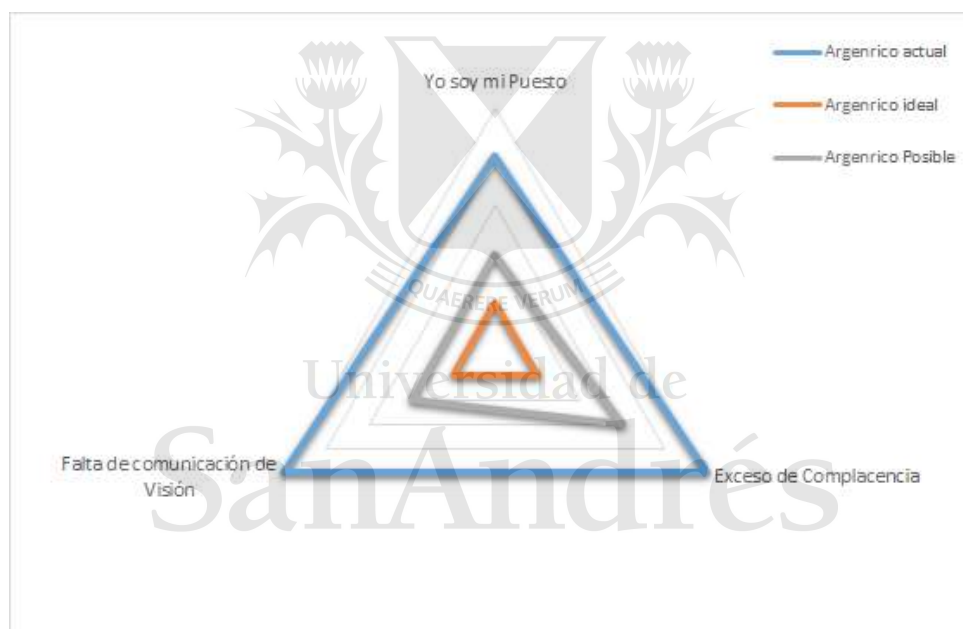 Argenrico actual
Yo soy mi Puesto
Argenrico ideal
Argenrico Posible
QUAERERE VERUM
Universidad de
SanAndrés
Falta de comunicación de
Visión
Exceso de Complacencia